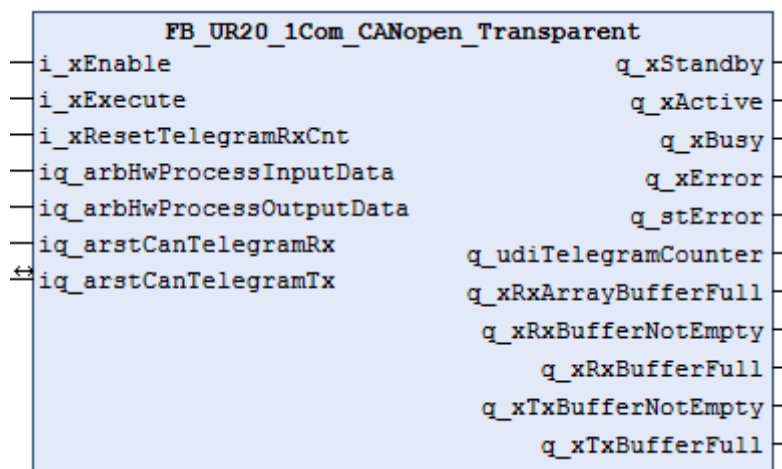 FB_UR20_1Com_CANopen_Transparent
i_xEnable q_xStandby
i_xExecute q_xActive
i_xResetTelegramRxCnt q_xBusy
iq_arbHwProcessInputData q_xError
iq_arbHwProcessOutputData q_stError
iq_arstCanTelegramRx q_udiTelegramCounter
iq_arstCanTelegramTx q_xRxArrayBufferFull
q_xRxBufferNotEmpty
q_xRxBufferFull
q_xTxBufferNotEmpty
q_xTxBufferFull